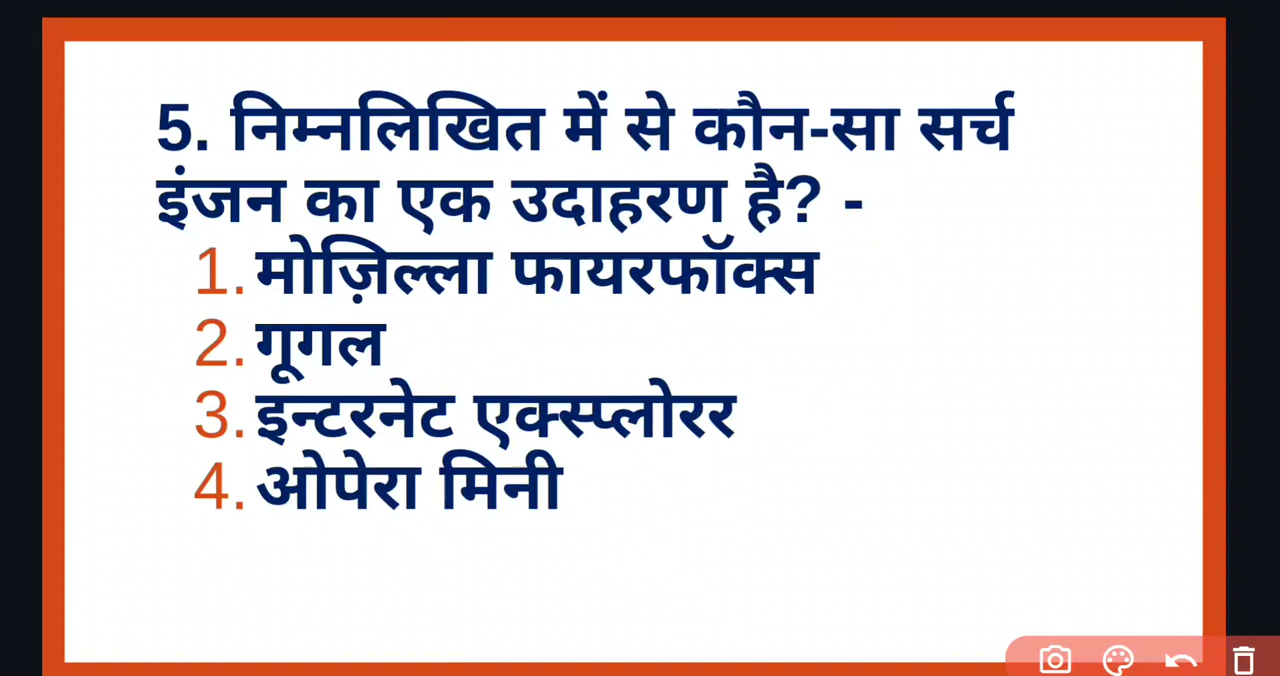 5. निम्नलिखित में से कौन-सा सर्च
इंजन का एक उदाहरण है? -
1. मोज़िल्ला फायरफॉक्स
2. गूगल
3. इन्टरनेट एक्स्प्लोरर
4. ओपेरा मिनी